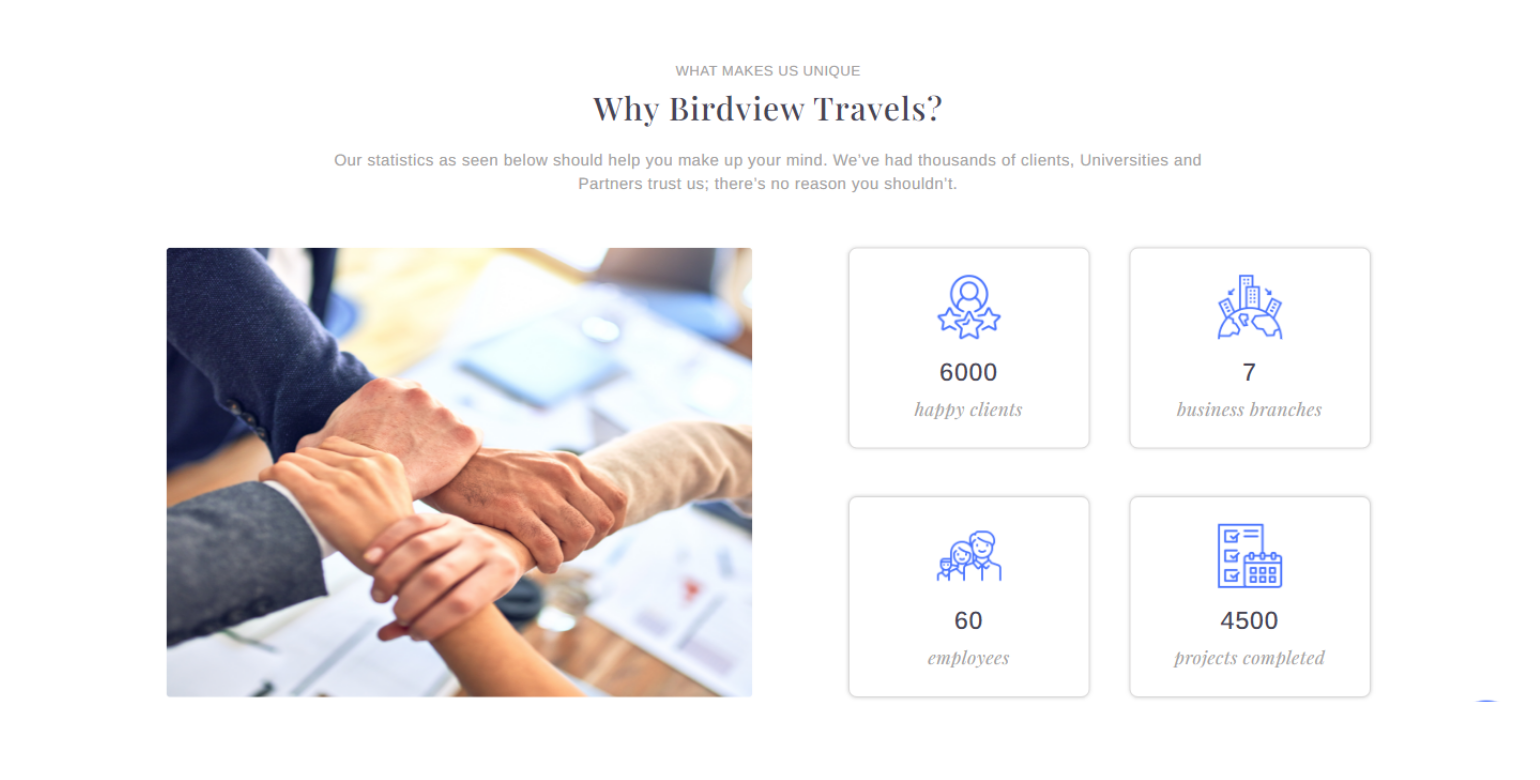 WHAT MAKES US UNIQUE
Why Birdview Travels?
Our statistics as seen below should help you make up your mind. We've had thousands of clients, Universities and
Partners trust us; there's no reason you shouldn't.
6000
happy clients
7
business branches
60
employees
4500
projects completed